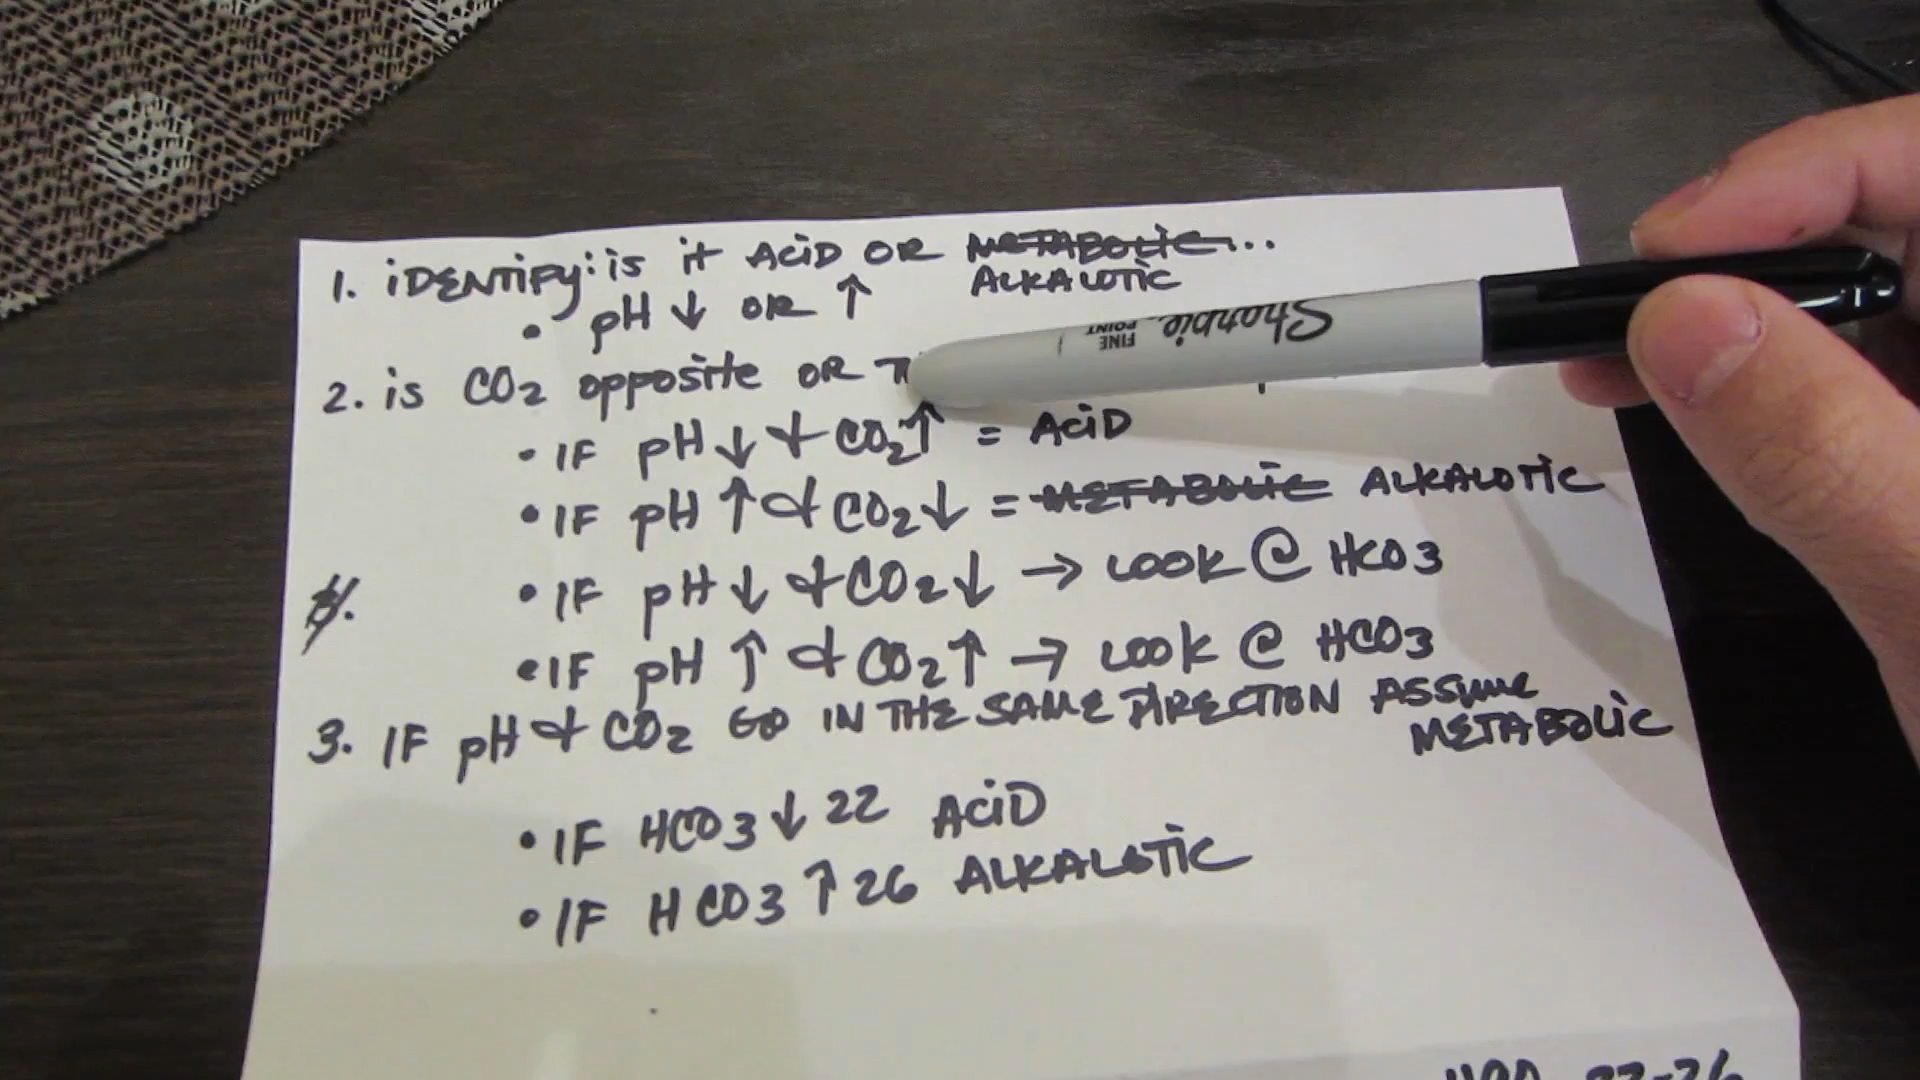 1. iDENTiFy: is it ACiD OR METABOLIC...
ALKALOTIC
• pH ↓ OR ↑
Sharpie
FINE
POINT
2. is CO2 opposite OR
• IF pH ↓ & CO2 ↑ = ACiD
• IF pH ↑ & CO2 ↓ = METABOLIC ALKALOTIC
• IF pH ↓ & CO2 ↓ → LOOK @ HCO3
• IF pH ↑ & CO2 ↑ → LOOK @ HCO3
3. IF pH & CO2 GO IN THE SAME DIRECTION ASSUME
METABOLIC
• IF HCO3 ↓ 22 ACiD
• IF HCO3 ↑ 26 ALKALOTIC
22-26